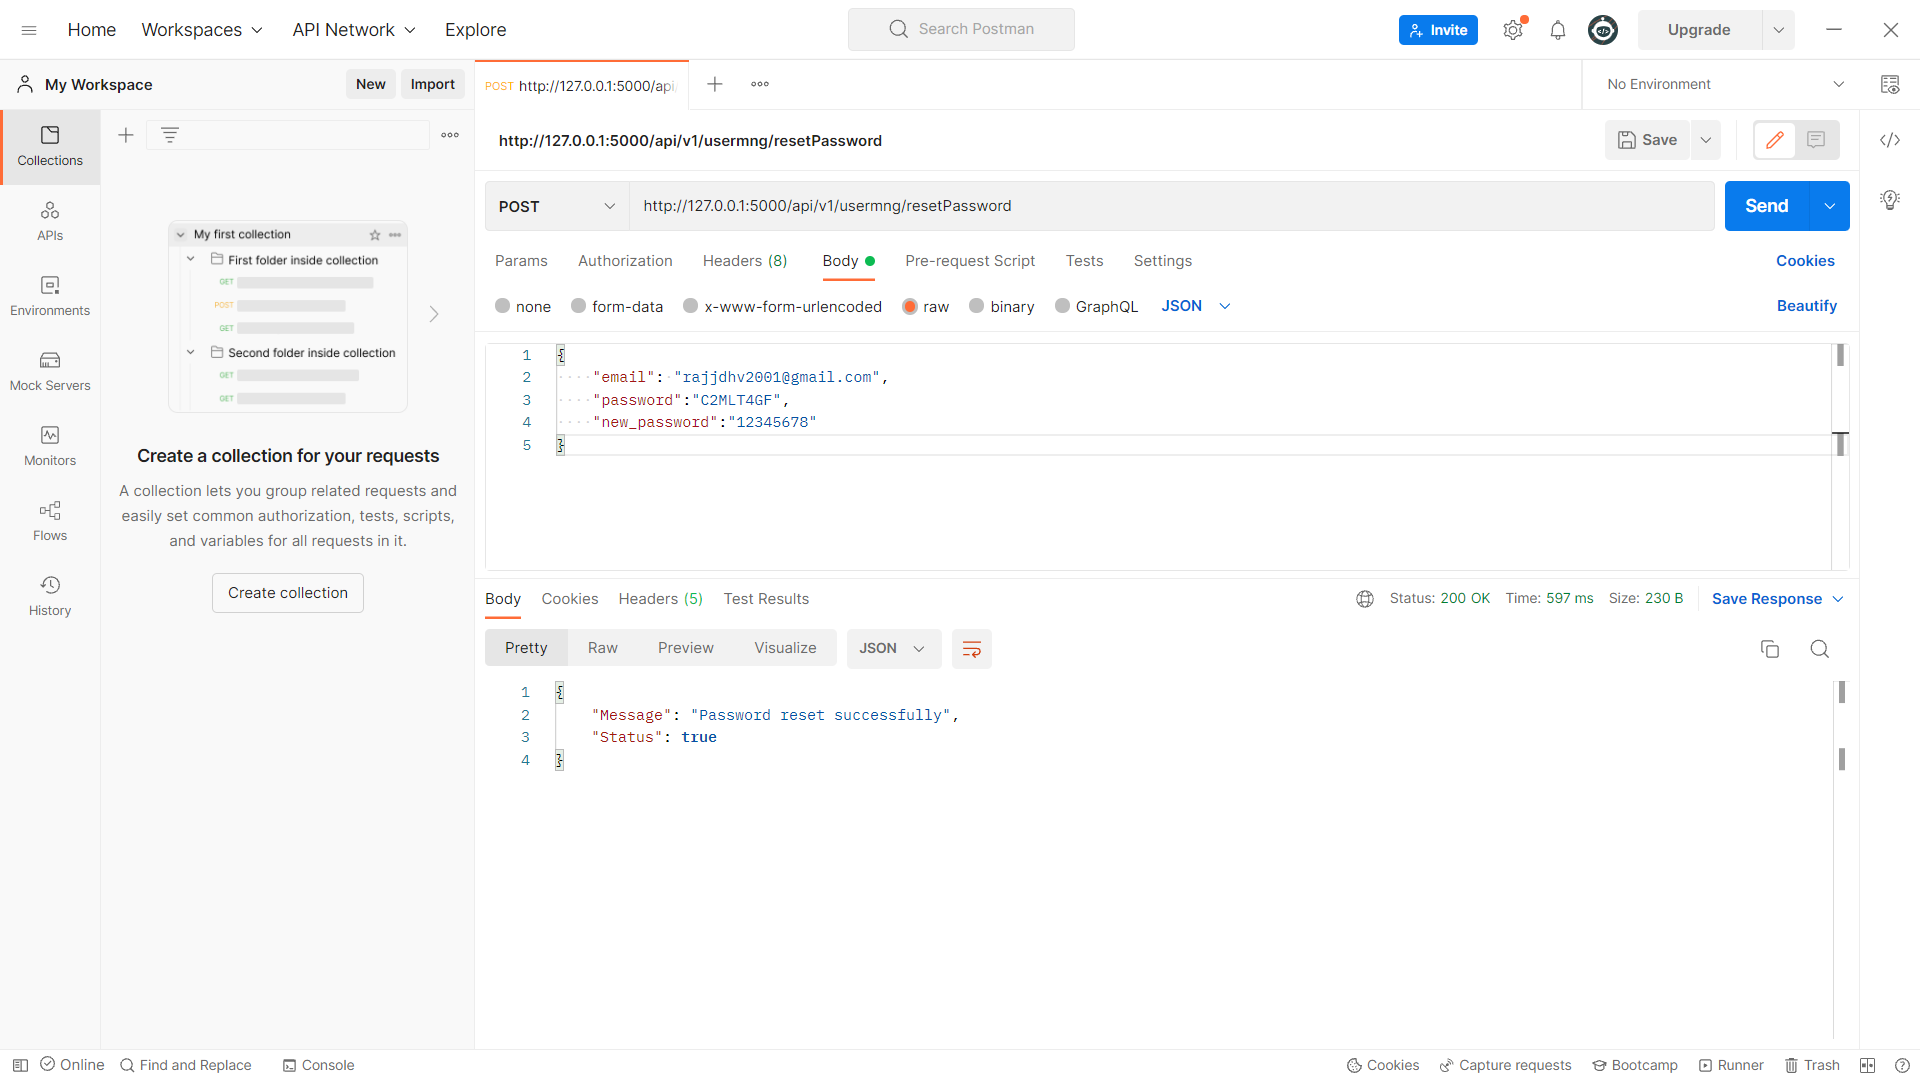 Home
Workspaces
API Network
Explore
Search Postman
Invite
Upgrade
My Workspace
New
Import
POST http://127.0.0.1:5000/api/
No Environment
Collections
APIs
Environments
Mock Servers
Monitors
Flows
History
My first collection
First folder inside collection
GET
POST
GET
Second folder inside collection
GET
GET
Create a collection for your requests
A collection lets you group related requests and
easily set common authorization, tests, scripts,
and variables for all requests in it.
Create collection
http://127.0.0.1:5000/api/v1/usermng/resetPassword
Save
POST
http://127.0.0.1:5000/api/v1/usermng/resetPassword
Send
Params
Authorization
Headers (8)
Body
Pre-request Script
Tests
Settings
Cookies
none
form-data
x-www-form-urlencoded
raw
binary
GraphQL
JSON
Beautify
1 {
2 ····"email":·"rajjdhv2001@gmail.com",
3 ····"password":"C2MLT4GF",
4 ····"new_password":"12345678"
5 }
Body
Cookies
Headers (5)
Test Results
Status: 200 OK
Time: 597 ms
Size: 230 B
Save Response
Pretty
Raw
Preview
Visualize
JSON
1 {
2 "Message": "Password reset successfully",
3 "Status": true
4 }
Online
Find and Replace
Console
Cookies
Capture requests
Bootcamp
Runner
Trash